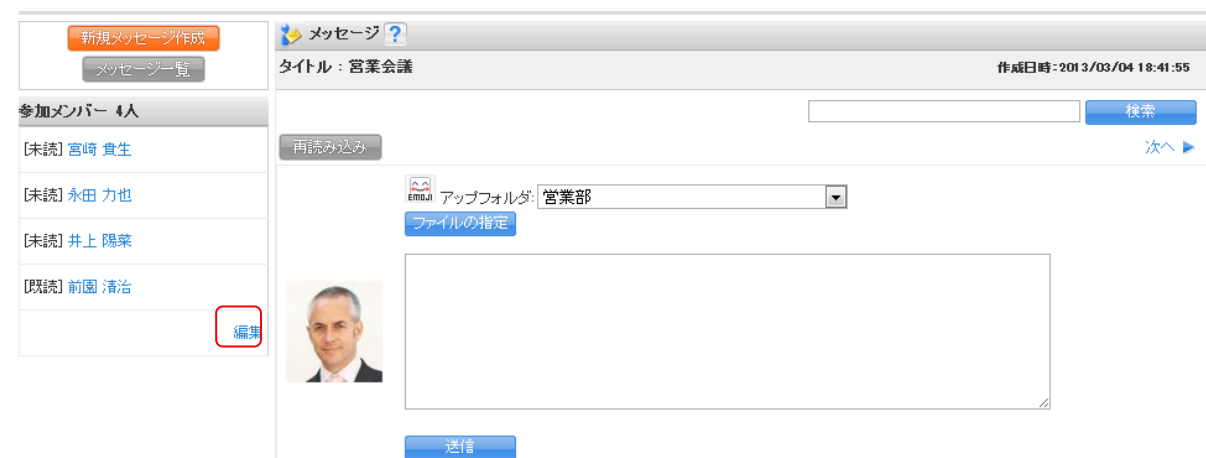 新規メッセージ作成
メッセージ一覧
参加メンバー 4人
[未読] 宮崎 貴生
[未読] 永田 力也
[未読] 井上 陽菜
[既読] 前園 清治
編集
メッセージ ?
タイトル：営業会議
作成日時：2013/03/04 18:41:55
検索
再読み込み
次へ ▶
EMOJI アップフォルダ: 営業部
ファイルの指定
送信